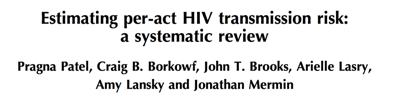 Estimating per-act HIV transmission risk:
a systematic review
Pragna Patel, Craig B. Borkowf, John T. Brooks, Arielle Lasry,
Amy Lansky and Jonathan Mermin